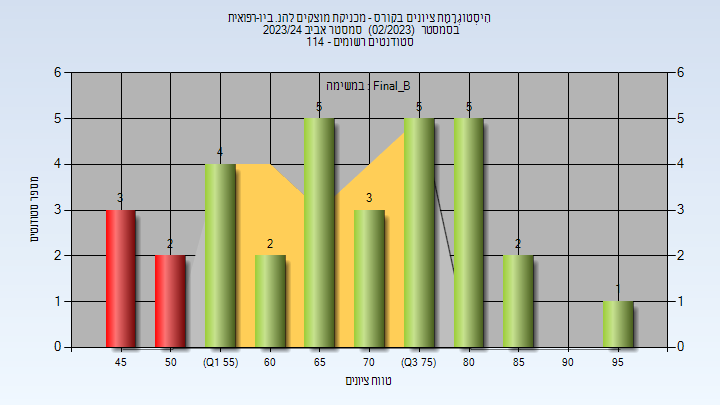 היסטוגרמת ציונים בקורס - מכניקת מוצקים להנ. ביו-רפואית
בסמסטר (02/2023) סמסטר אביב 2023/24
סטודנטים רשומים - 114
במשימה : Final_B
מספר סטודנטים
6 6
5 5
4 4
3 3
2 2
1 1
0 0
3 2 4 2 5 3 5 5 2 1
45 50 (Q1 55) 60 65 70 (Q3 75) 80 85 90 95
טווח ציונים